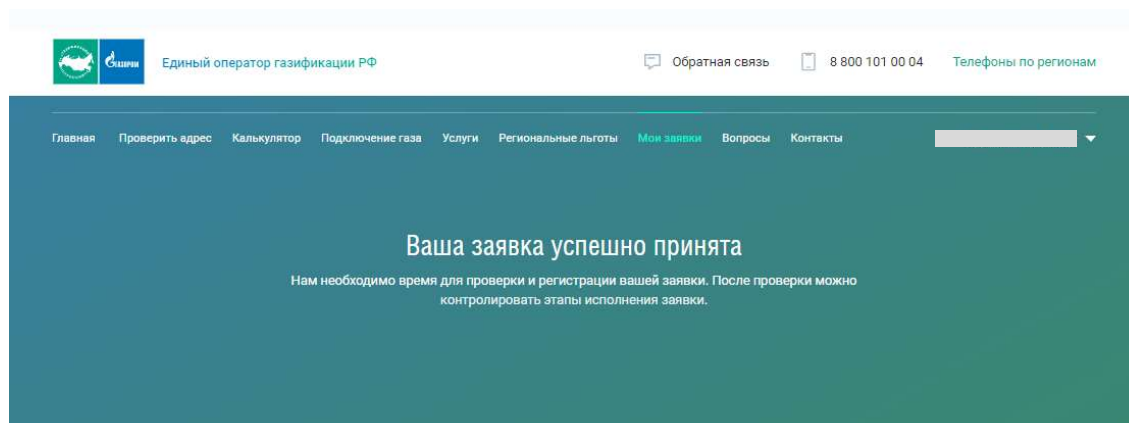 Газпром
Единый оператор газификации РФ
Обратная связь
8 800 101 00 04
Телефоны по регионам
Главная Проверить адрес Калькулятор Подключение газа Услуги Региональные льготы Мои заявки Вопросы Контакты
Ваша заявка успешно принята
Нам необходимо время для проверки и регистрации вашей заявки. После проверки можно
контролировать этапы исполнения заявки.